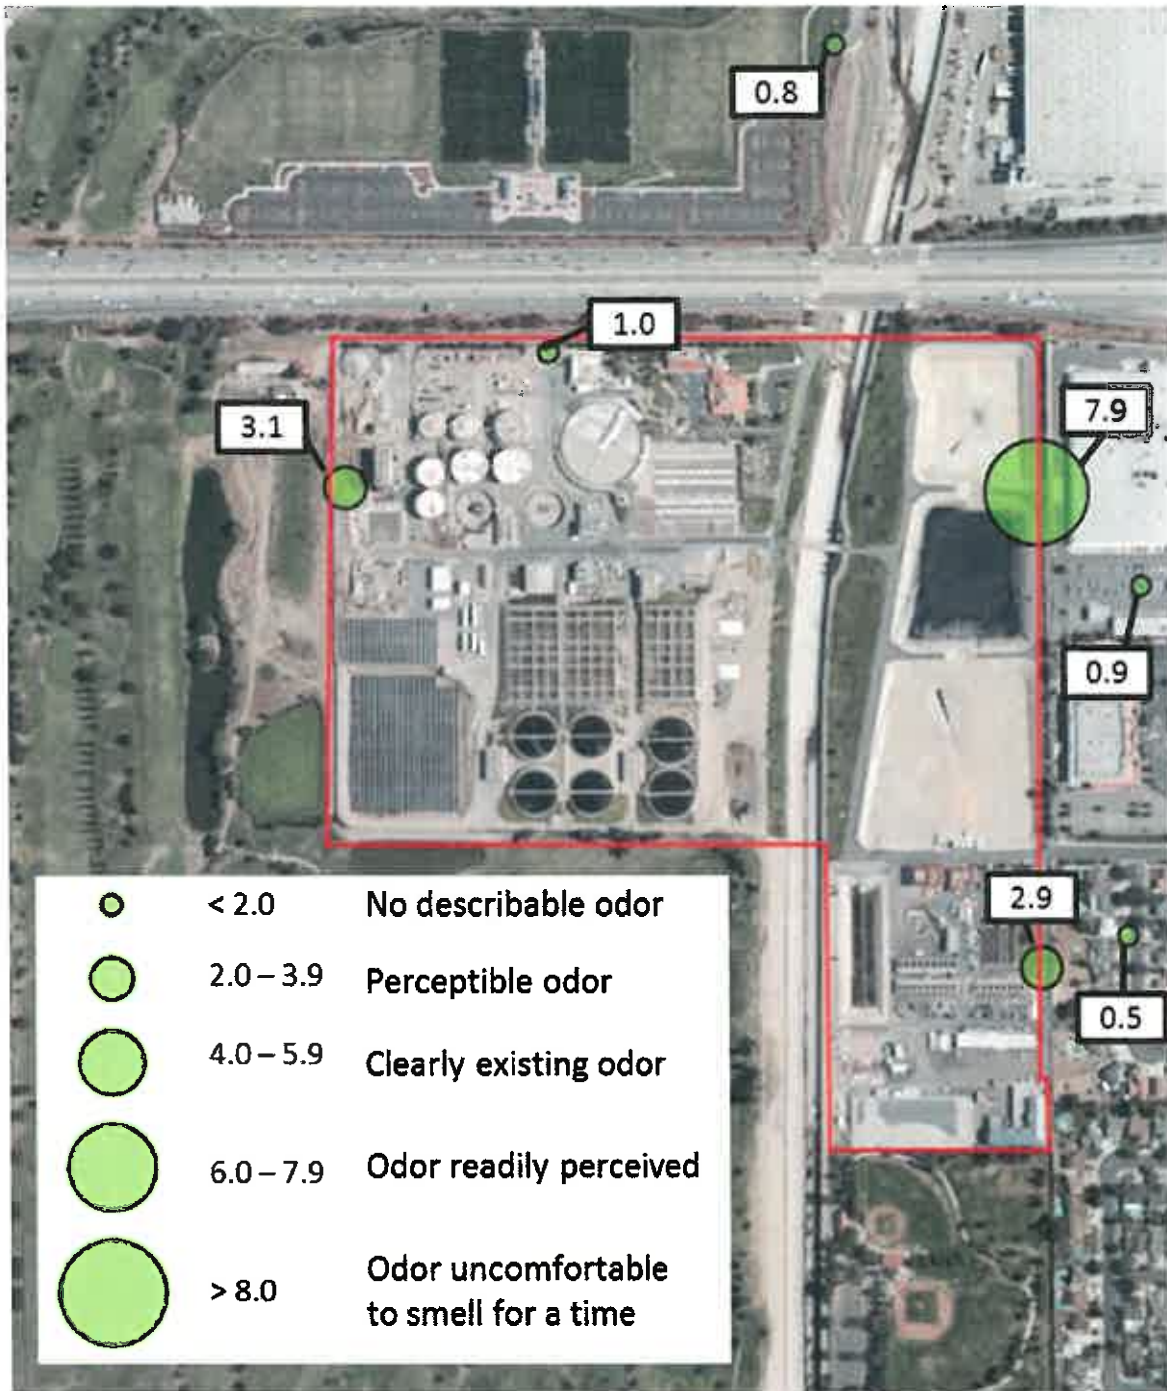 0.8
1.0
3.1
7.9
0.9
2.9
0.5
< 2.0 No describable odor
2.0 – 3.9 Perceptible odor
4.0 – 5.9 Clearly existing odor
6.0 – 7.9 Odor readily perceived
> 8.0 Odor uncomfortable
to smell for a time